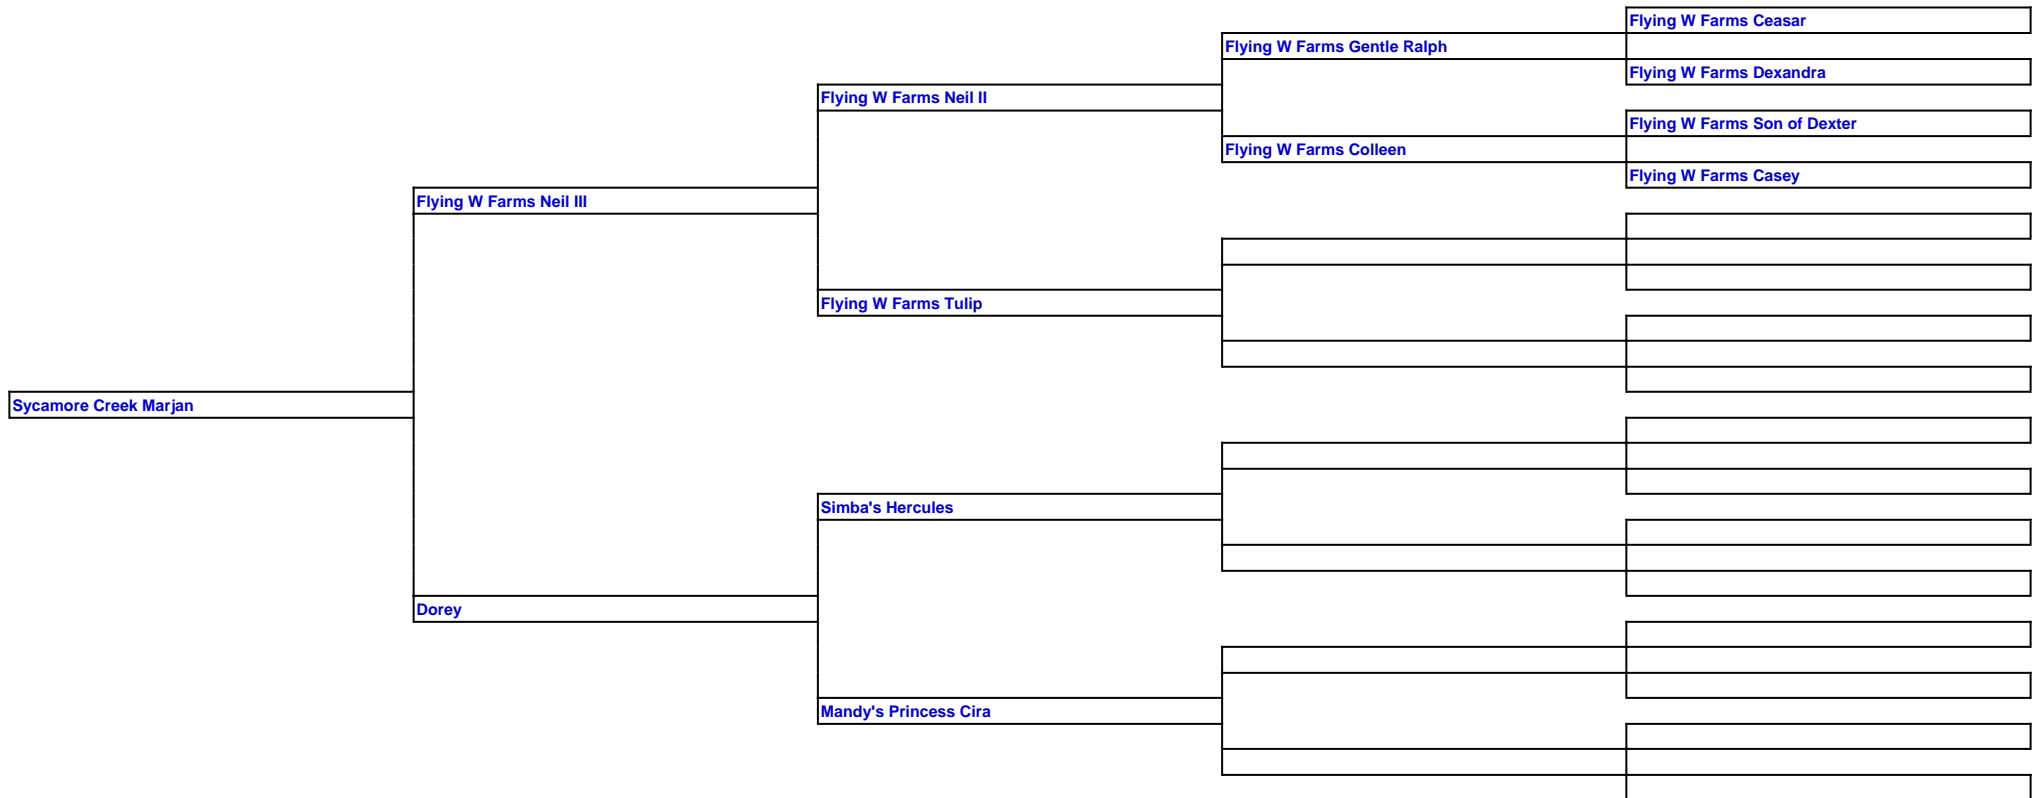 Flying W Farms Ceasar
Flying W Farms Gentle Ralph
Flying W Farms Dexandra
Flying W Farms Neil II
Flying W Farms Son of Dexter
Flying W Farms Colleen
Flying W Farms Casey
Flying W Farms Neil III
Flying W Farms Tulip
Sycamore Creek Marjan
Simba's Hercules
Dorey
Mandy's Princess Cira